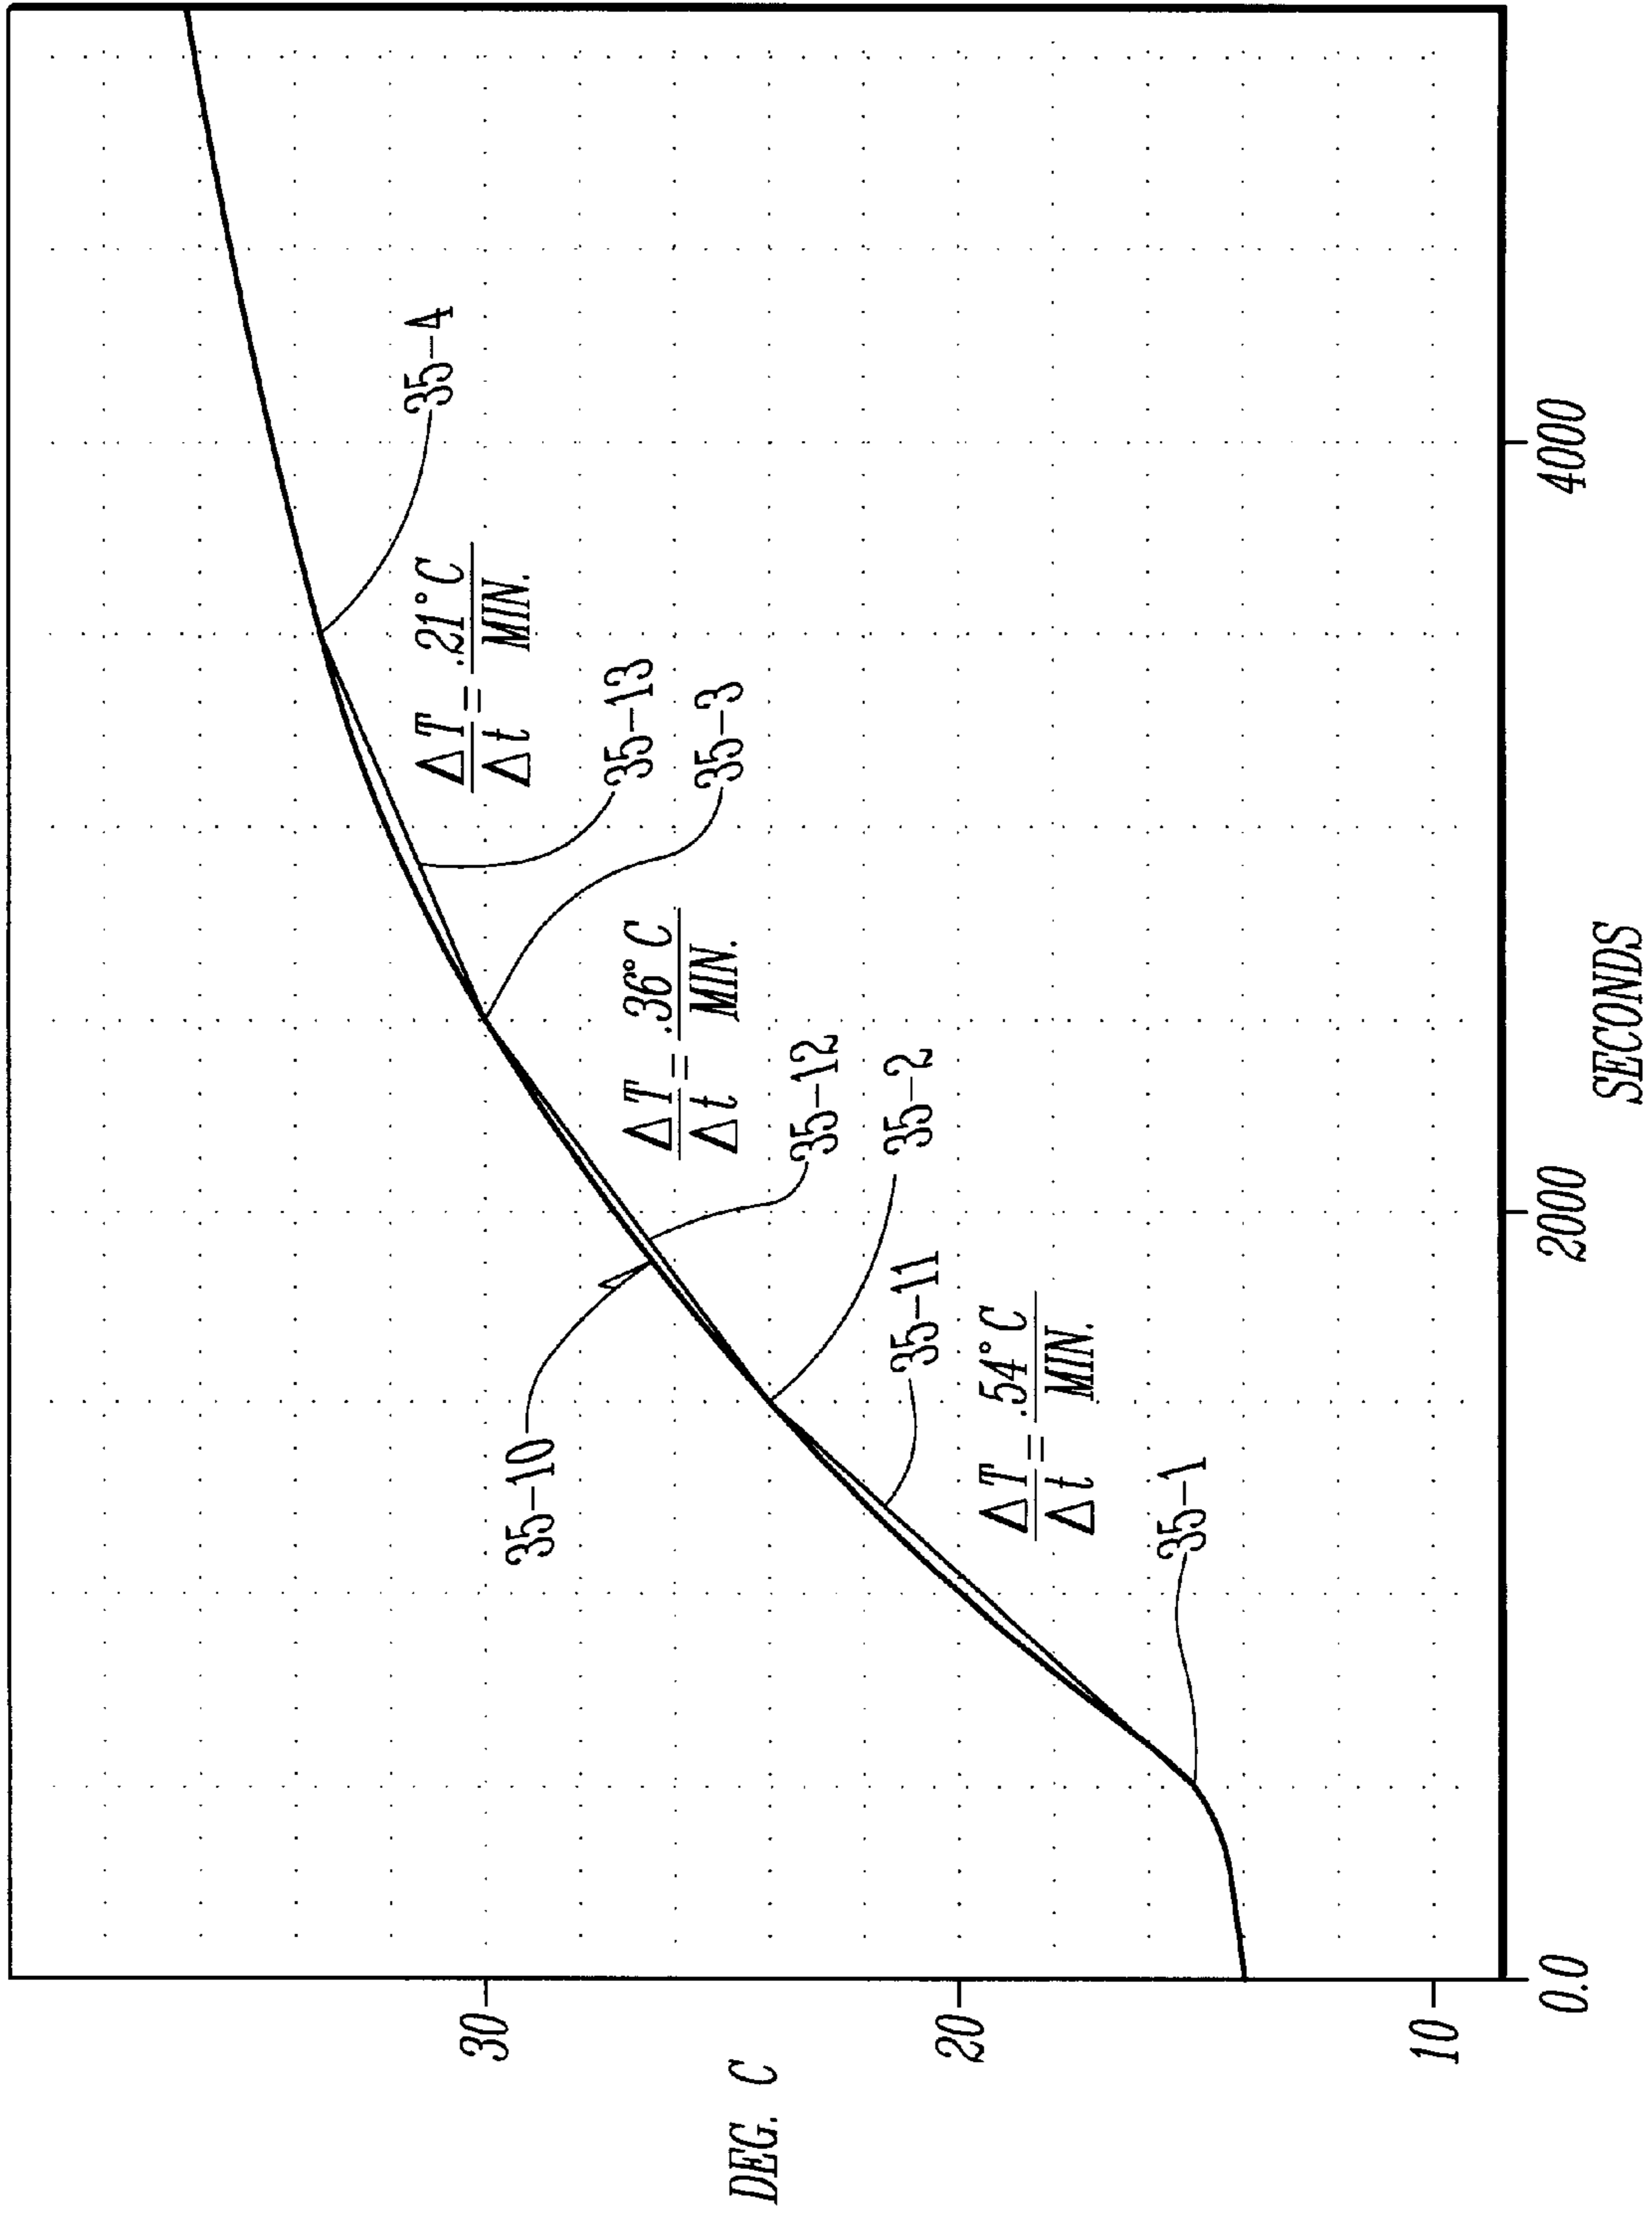 DEG. C
30
20
10
35-10
35-4
ΔT/Δt = .21°C/MIN.
35-13
35-3
ΔT/Δt = .36°C/MIN.
35-12
35-2
35-11
ΔT/Δt = .54°C/MIN.
35-1
0.0
2000
4000
SECONDS